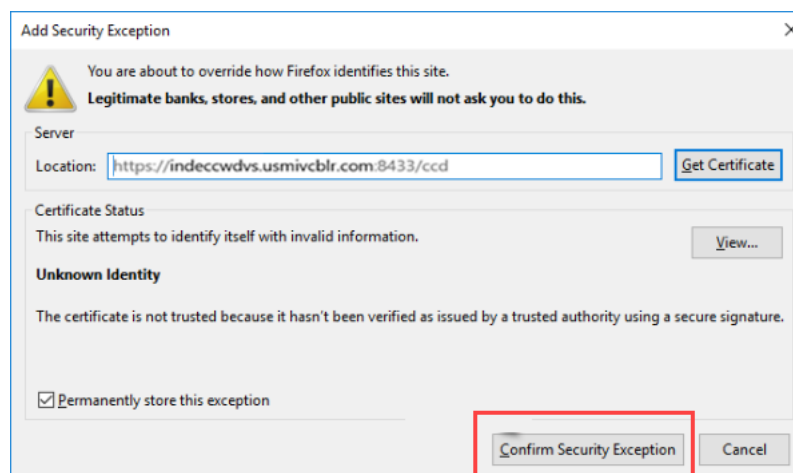 Add Security Exception
You are about to override how Firefox identifies this site.
Legitimate banks, stores, and other public sites will not ask you to do this.
Server
Location: https://indeccwdvs.usmivcblr.com:8433/ccd Get Certificate
Certificate Status
This site attempts to identify itself with invalid information. View...
Unknown Identity
The certificate is not trusted because it hasn't been verified as issued by a trusted authority using a secure signature.
Permanently store this exception
Confirm Security Exception Cancel